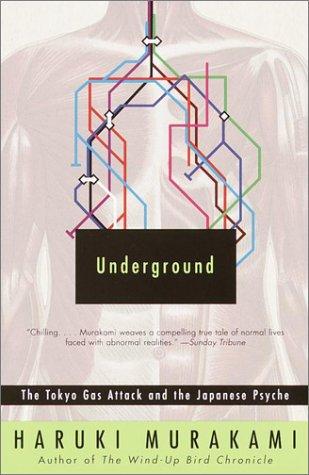 Underground
“Chilling. . . . Murakami weaves a compelling true tale of normal lives
faced with abnormal realities.” —Sunday Tribune
The Tokyo Gas Attack and the Japanese Psyche
HARUKI MURAKAMI
Author of The Wind-Up Bird Chronicle